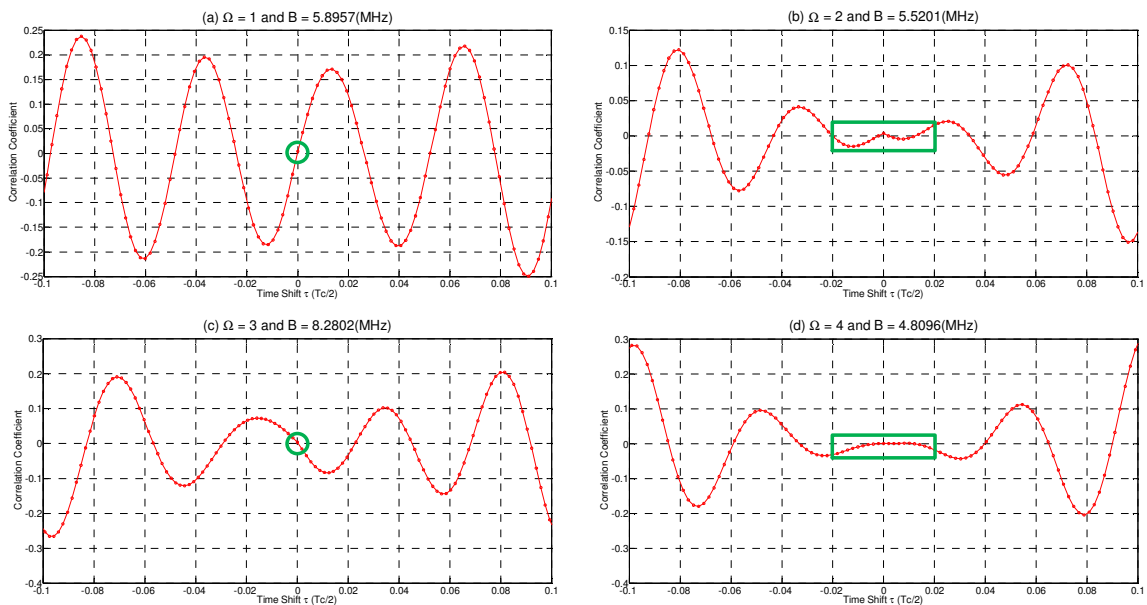 (a) Ω = 1 and B = 5.8957(MHz)
0.25
0.2
0.15
0.1
0.05
0
-0.05
-0.1
-0.15
-0.2
-0.25
Correlation Coefficient
-0.1 -0.08 -0.06 -0.04 -0.02 0 0.02 0.04 0.06 0.08 0.1
Time Shift τ (Tc/2)
(b) Ω = 2 and B = 5.5201(MHz)
0.15
0.1
0.05
0
-0.05
-0.1
-0.15
-0.2
Correlation Coefficient
-0.1 -0.08 -0.06 -0.04 -0.02 0 0.02 0.04 0.06 0.08 0.1
Time Shift τ (Tc/2)
(c) Ω = 3 and B = 8.2802(MHz)
0.3
0.2
0.1
0
-0.1
-0.2
-0.3
-0.4
Correlation Coefficient
-0.1 -0.08 -0.06 -0.04 -0.02 0 0.02 0.04 0.06 0.08 0.1
Time Shift τ (Tc/2)
(d) Ω = 4 and B = 4.8096(MHz)
0.3
0.2
0.1
0
-0.1
-0.2
-0.3
-0.4
Correlation Coefficient
-0.1 -0.08 -0.06 -0.04 -0.02 0 0.02 0.04 0.06 0.08 0.1
Time Shift τ (Tc/2)